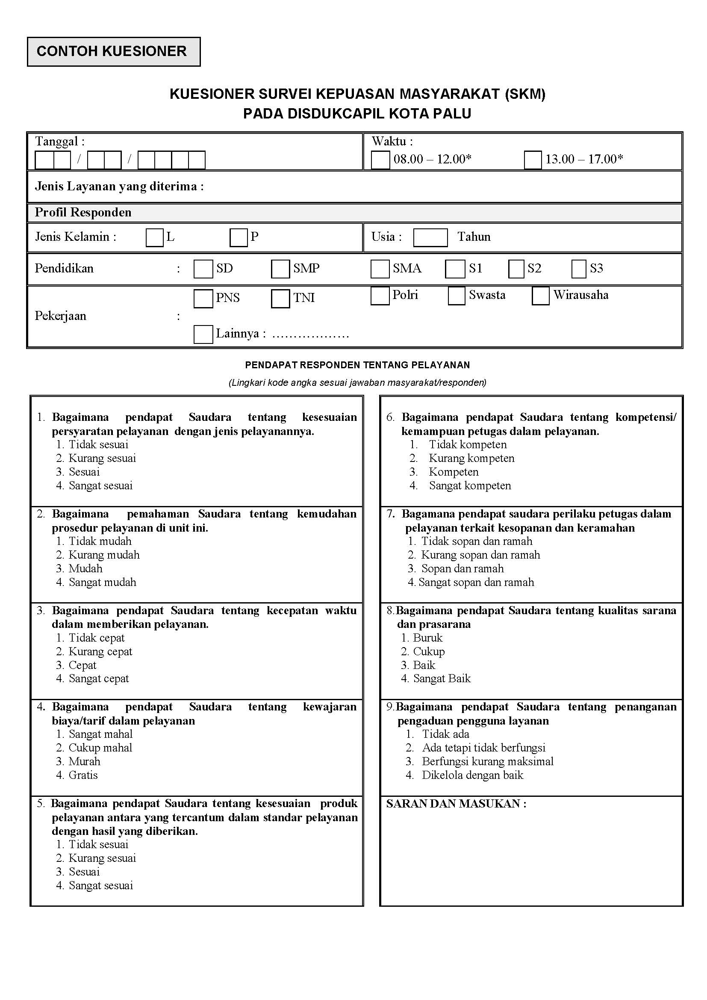 CONTOH KUESIONER
KUESIONER SURVEI KEPUASAN MASYARAKAT (SKM)
PADA DISDUKCAPIL KOTA PALU
Tanggal :
/ /
Waktu :
08.00 – 12.00* 13.00 – 17.00*
Jenis Layanan yang diterima :
Profil Responden
Jenis Kelamin : L P Usia : Tahun
Pendidikan : SD SMP SMA S1 S2 S3
PNS TNI Polri Swasta Wirausaha
Pekerjaan :
Lainnya : ………………
PENDAPAT RESPONDEN TENTANG PELAYANAN
(Lingkari kode angka sesuai jawaban masyarakat/responden)
1. Bagaimana pendapat Saudara tentang kesesuaian
persyaratan pelayanan dengan jenis pelayanannya.
1. Tidak sesuai
2. Kurang sesuai
3. Sesuai
4. Sangat sesuai
2. Bagaimana pemahaman Saudara tentang kemudahan
prosedur pelayanan di unit ini.
1. Tidak mudah
2. Kurang mudah
3. Mudah
4. Sangat mudah
3. Bagaimana pendapat Saudara tentang kecepatan waktu
dalam memberikan pelayanan.
1. Tidak cepat
2. Kurang cepat
3. Cepat
4. Sangat cepat
4. Bagaimana pendapat Saudara tentang kewajaran
biaya/tarif dalam pelayanan
1. Sangat mahal
2. Cukup mahal
3. Murah
4. Gratis
5. Bagaimana pendapat Saudara tentang kesesuaian produk
pelayanan antara yang tercantum dalam standar pelayanan
dengan hasil yang diberikan.
1. Tidak sesuai
2. Kurang sesuai
3. Sesuai
4. Sangat sesuai
6. Bagaimana pendapat Saudara tentang kompetensi/
kemampuan petugas dalam pelayanan.
1. Tidak kompeten
2. Kurang kompeten
3. Kompeten
4. Sangat kompeten
7. Bagamana pendapat saudara perilaku petugas dalam
pelayanan terkait kesopanan dan keramahan
1. Tidak sopan dan ramah
2. Kurang sopan dan ramah
3. Sopan dan ramah
4. Sangat sopan dan ramah
8.Bagaimana pendapat Saudara tentang kualitas sarana
dan prasarana
1. Buruk
2. Cukup
3. Baik
4. Sangat Baik
9.Bagaimana pendapat Saudara tentang penanganan
pengaduan pengguna layanan
1. Tidak ada
2. Ada tetapi tidak berfungsi
3. Berfungsi kurang maksimal
4. Dikelola dengan baik
SARAN DAN MASUKAN :